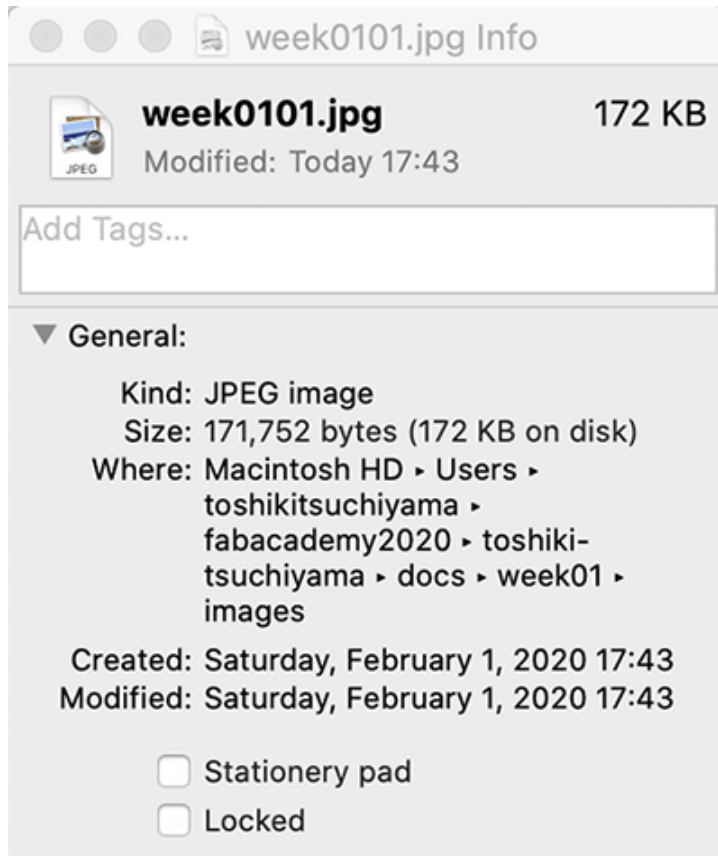 week0101.jpg Info
week0101.jpg 172 KB
JPEG
Modified: Today 17:43
Add Tags...
▼ General:
Kind: JPEG image
Size: 171,752 bytes (172 KB on disk)
Where: Macintosh HD ▸ Users ▸
toshikitsuchiyama ▸
fabacademy2020 ▸ toshiki-
tsuchiyama ▸ docs ▸ week01 ▸
images
Created: Saturday, February 1, 2020 17:43
Modified: Saturday, February 1, 2020 17:43
Stationery pad
Locked